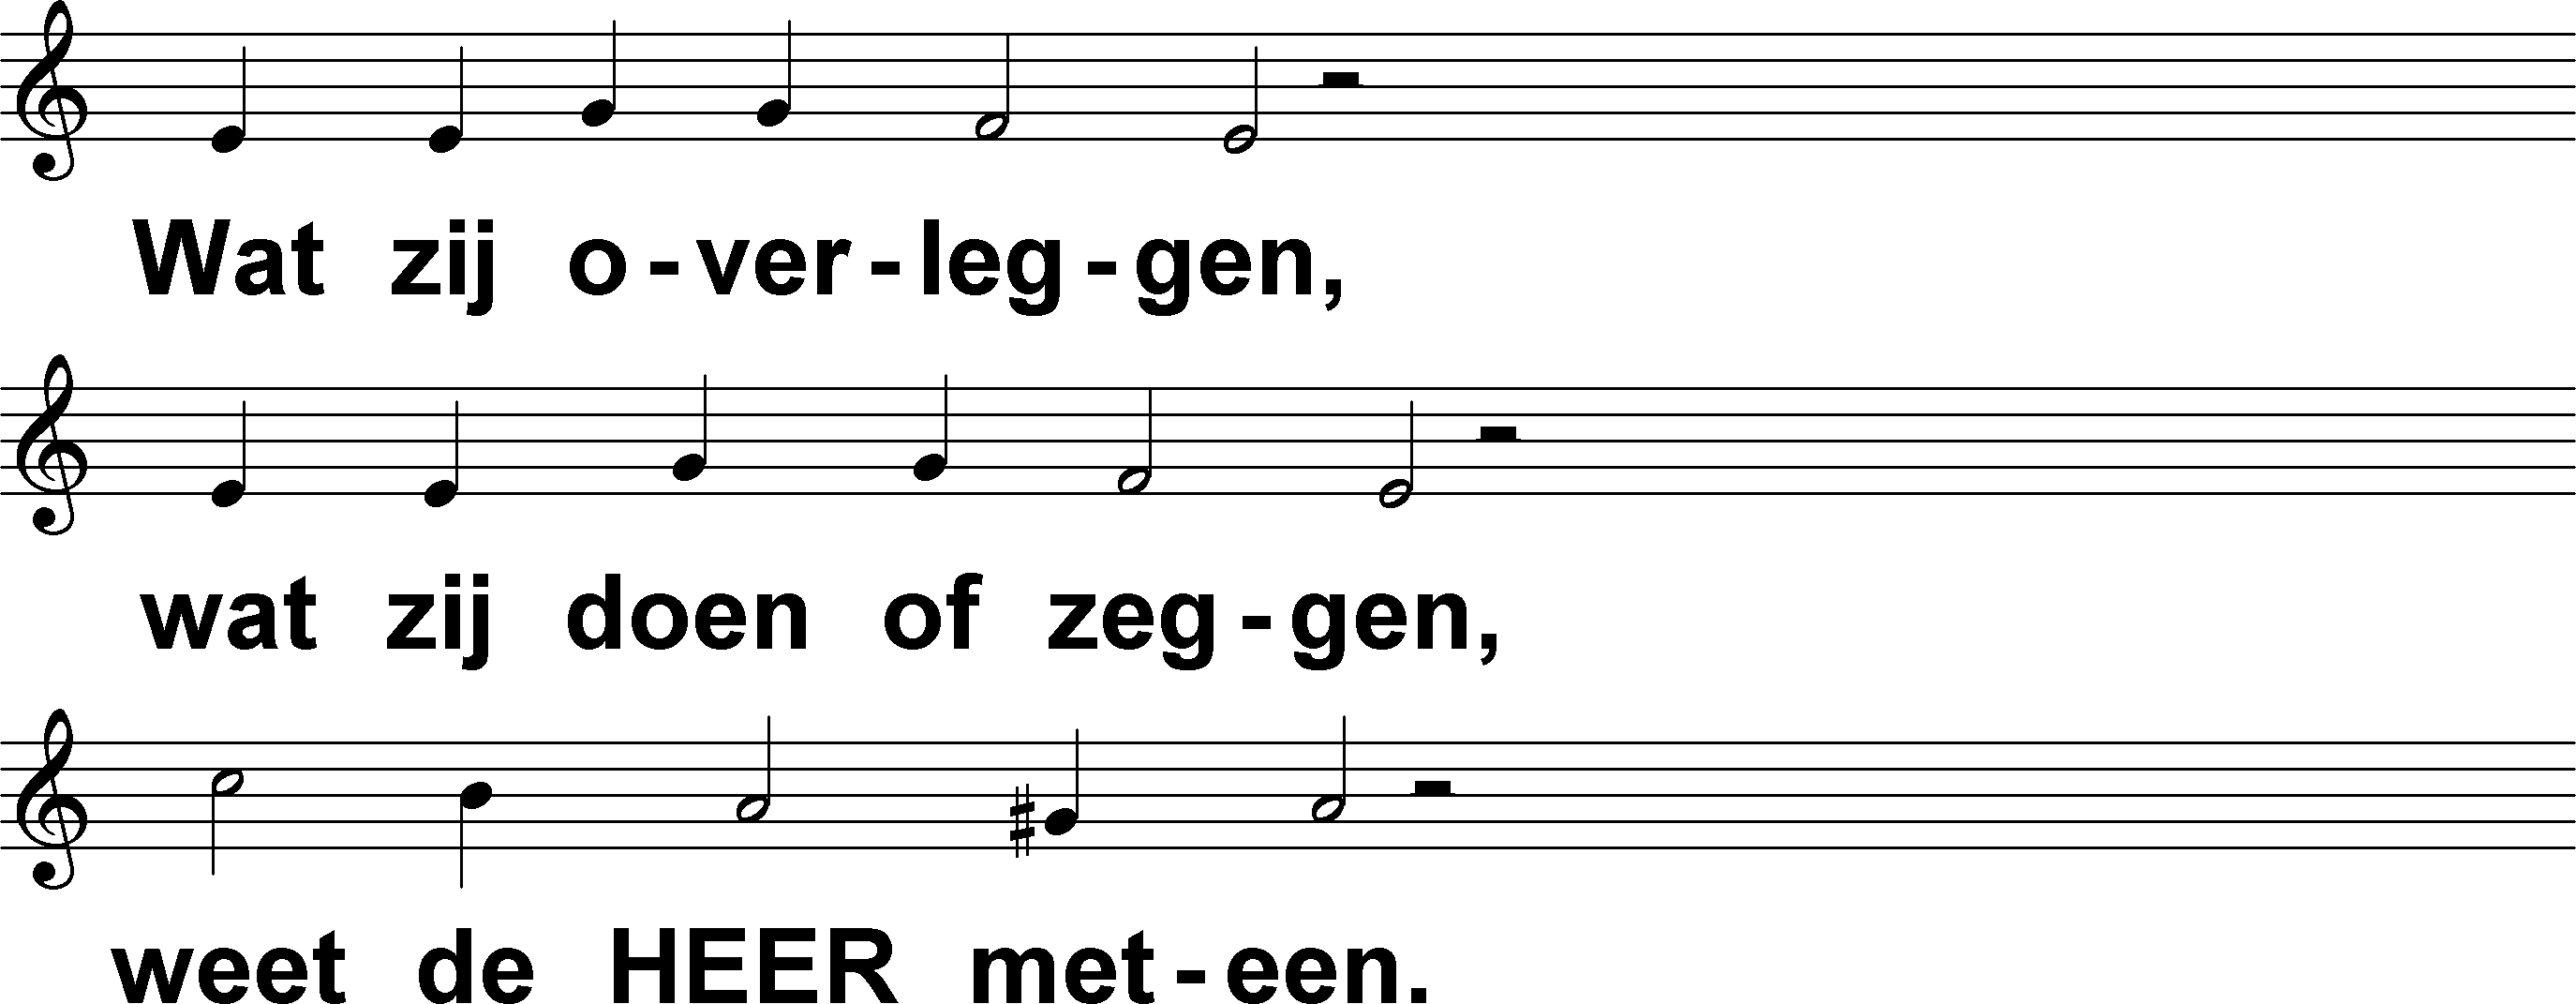 Wat zij o-ver-leg-gen,
wat zij doen of zeg-gen,
weet de HEER met-een.